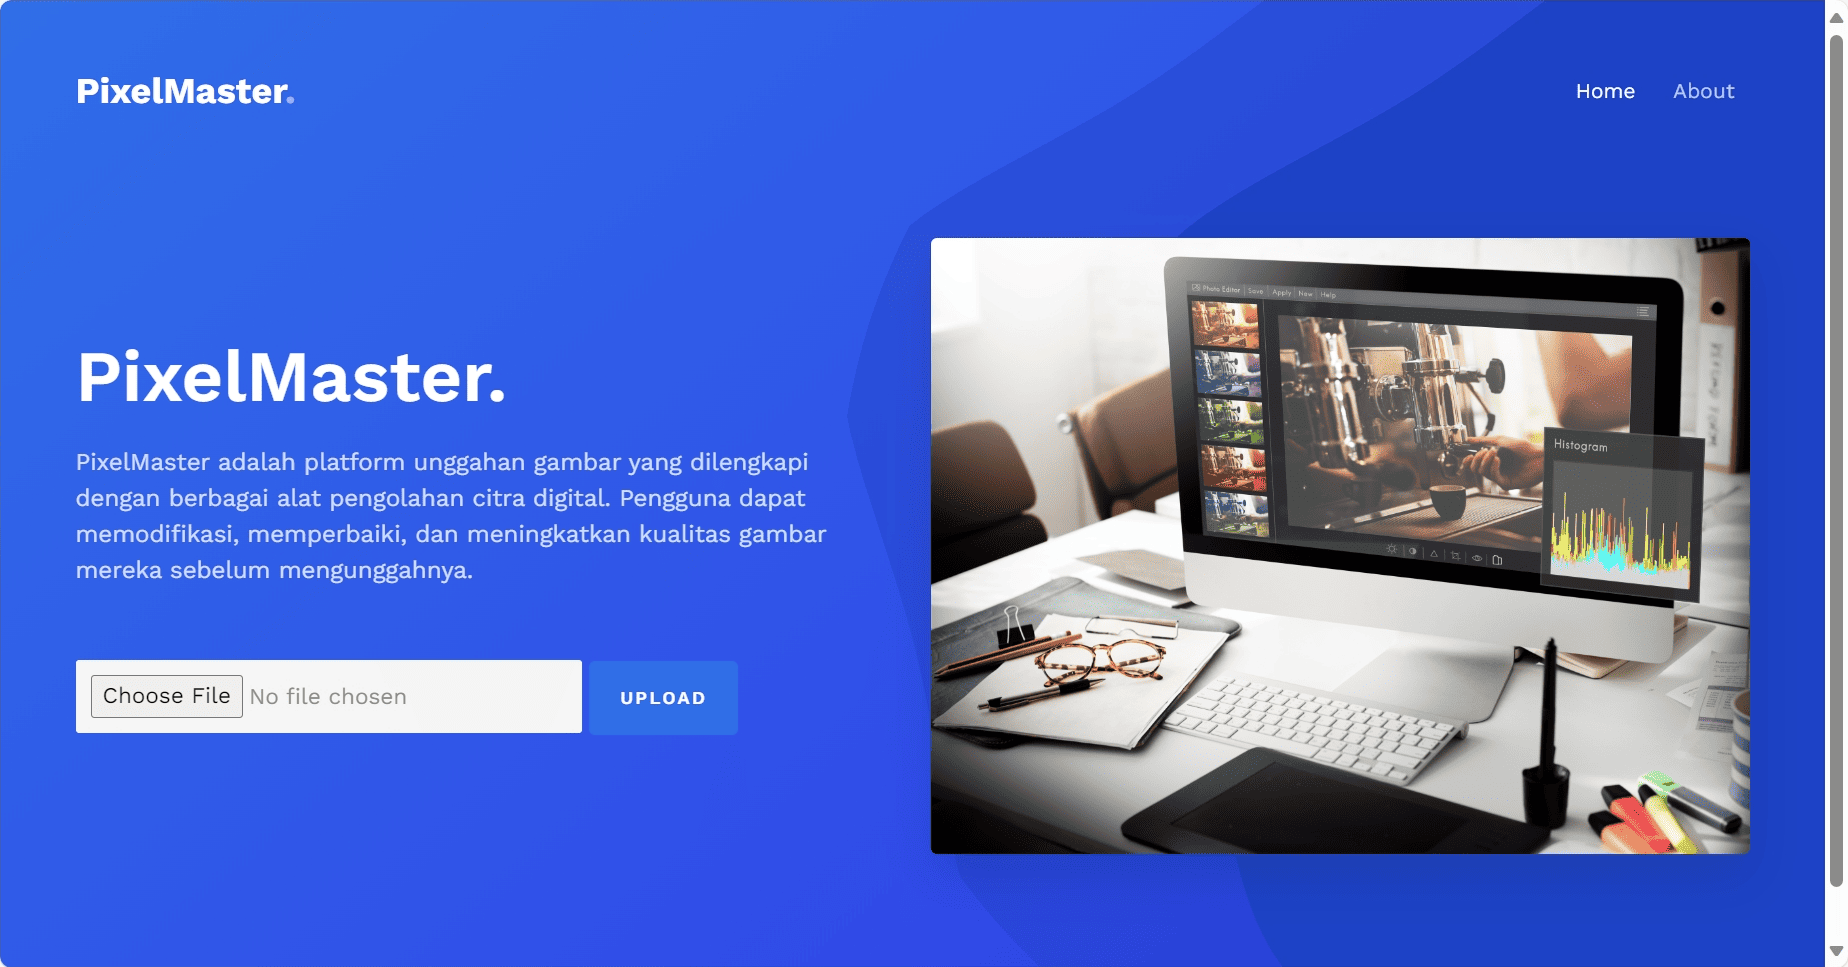 PixelMaster.
Home About
PixelMaster.
PixelMaster adalah platform unggahan gambar yang dilengkapi
dengan berbagai alat pengolahan citra digital. Pengguna dapat
memodifikasi, memperbaiki, dan meningkatkan kualitas gambar
mereka sebelum mengunggahnya.
Choose File No file chosen
UPLOAD
Photo Editor Save Apply Now Help
Histogram